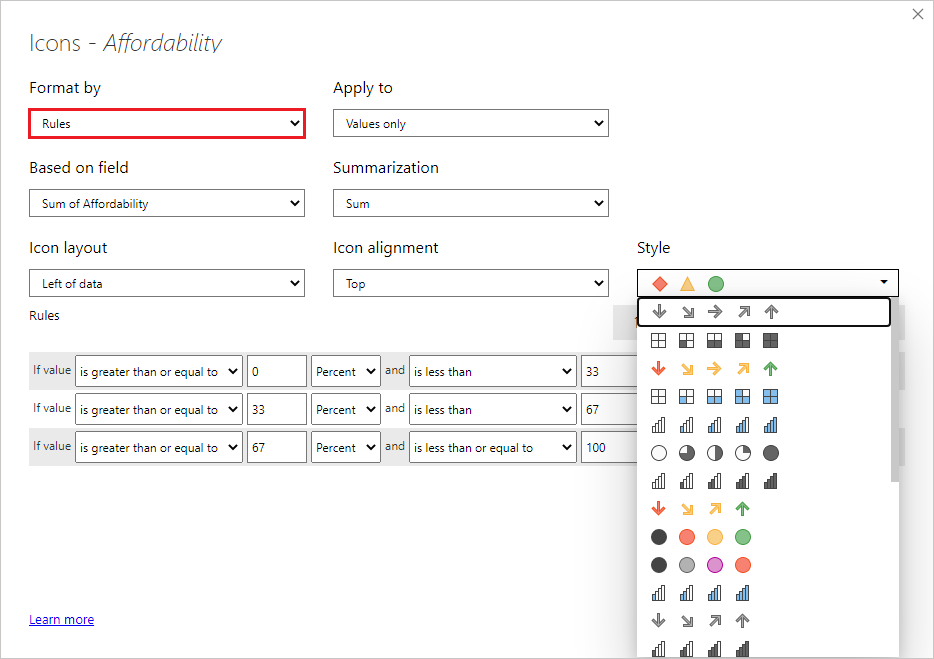 Icons - Affordability
Format by
Apply to
Rules
Values only
Based on field
Summarization
Sum of Affordability
Sum
Icon layout
Icon alignment
Style
Left of data
Top
Rules
If value is greater than or equal to 0 Percent and is less than 33
If value is greater than or equal to 33 Percent and is less than 67
If value is greater than or equal to 67 Percent and is less than or equal to 100
Learn more